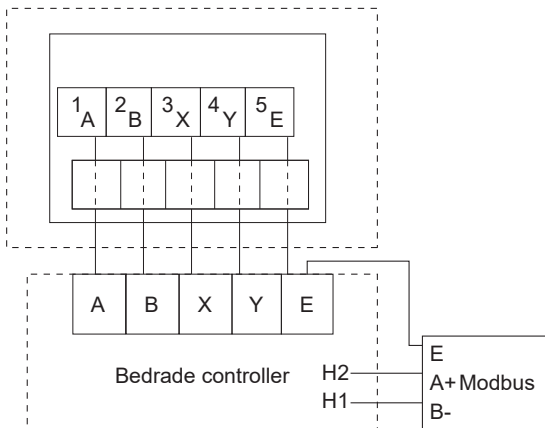 1A 2B 3X 4Y 5E
A B X Y E
Bedrade controller
H2
H1
E
A+ Modbus
B-